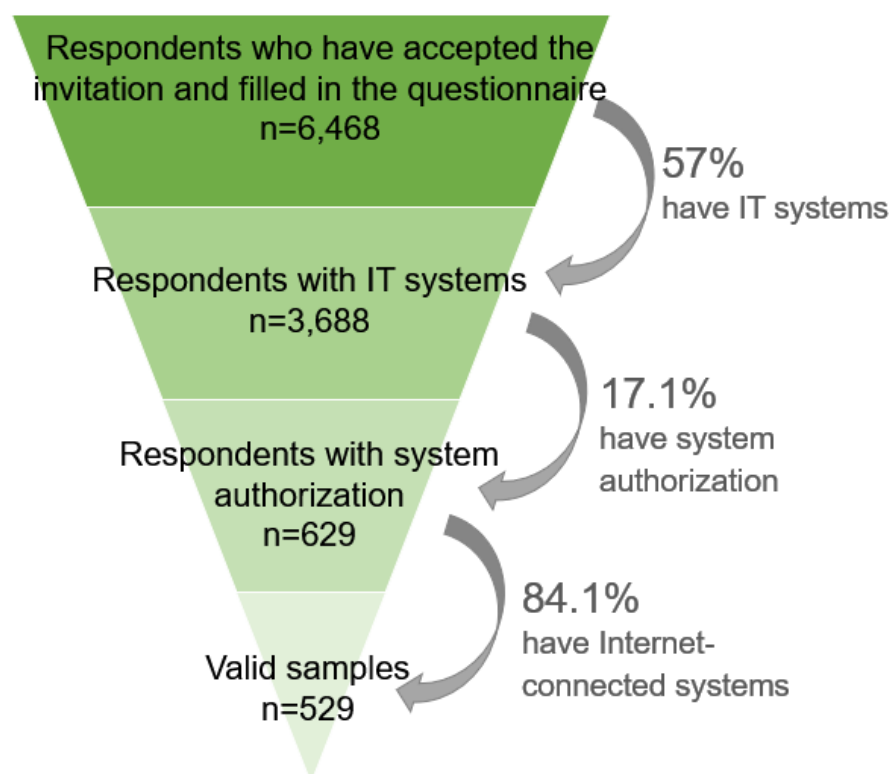 Respondents who have accepted the
invitation and filled in the questionnaire
n=6,468
57%
have IT systems
Respondents with IT systems
n=3,688
17.1%
have system
authorization
Respondents with system
authorization
n=629
84.1%
have Internet-
connected systems
Valid samples
n=529